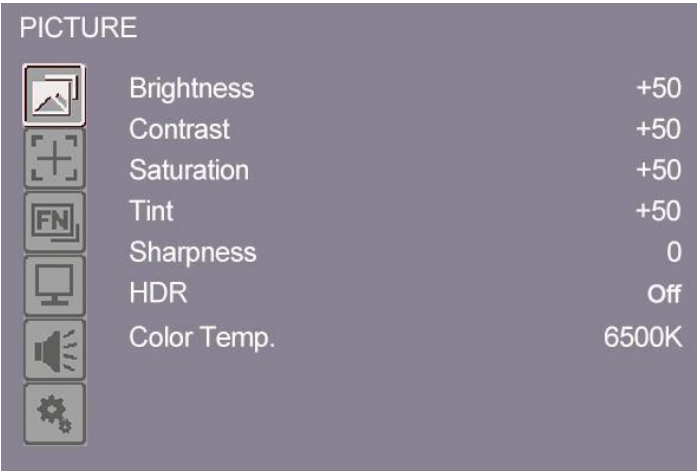 PICTURE
Brightness +50
Contrast +50
Saturation +50
FN Tint +50
Sharpness 0
HDR Off
Color Temp. 6500K